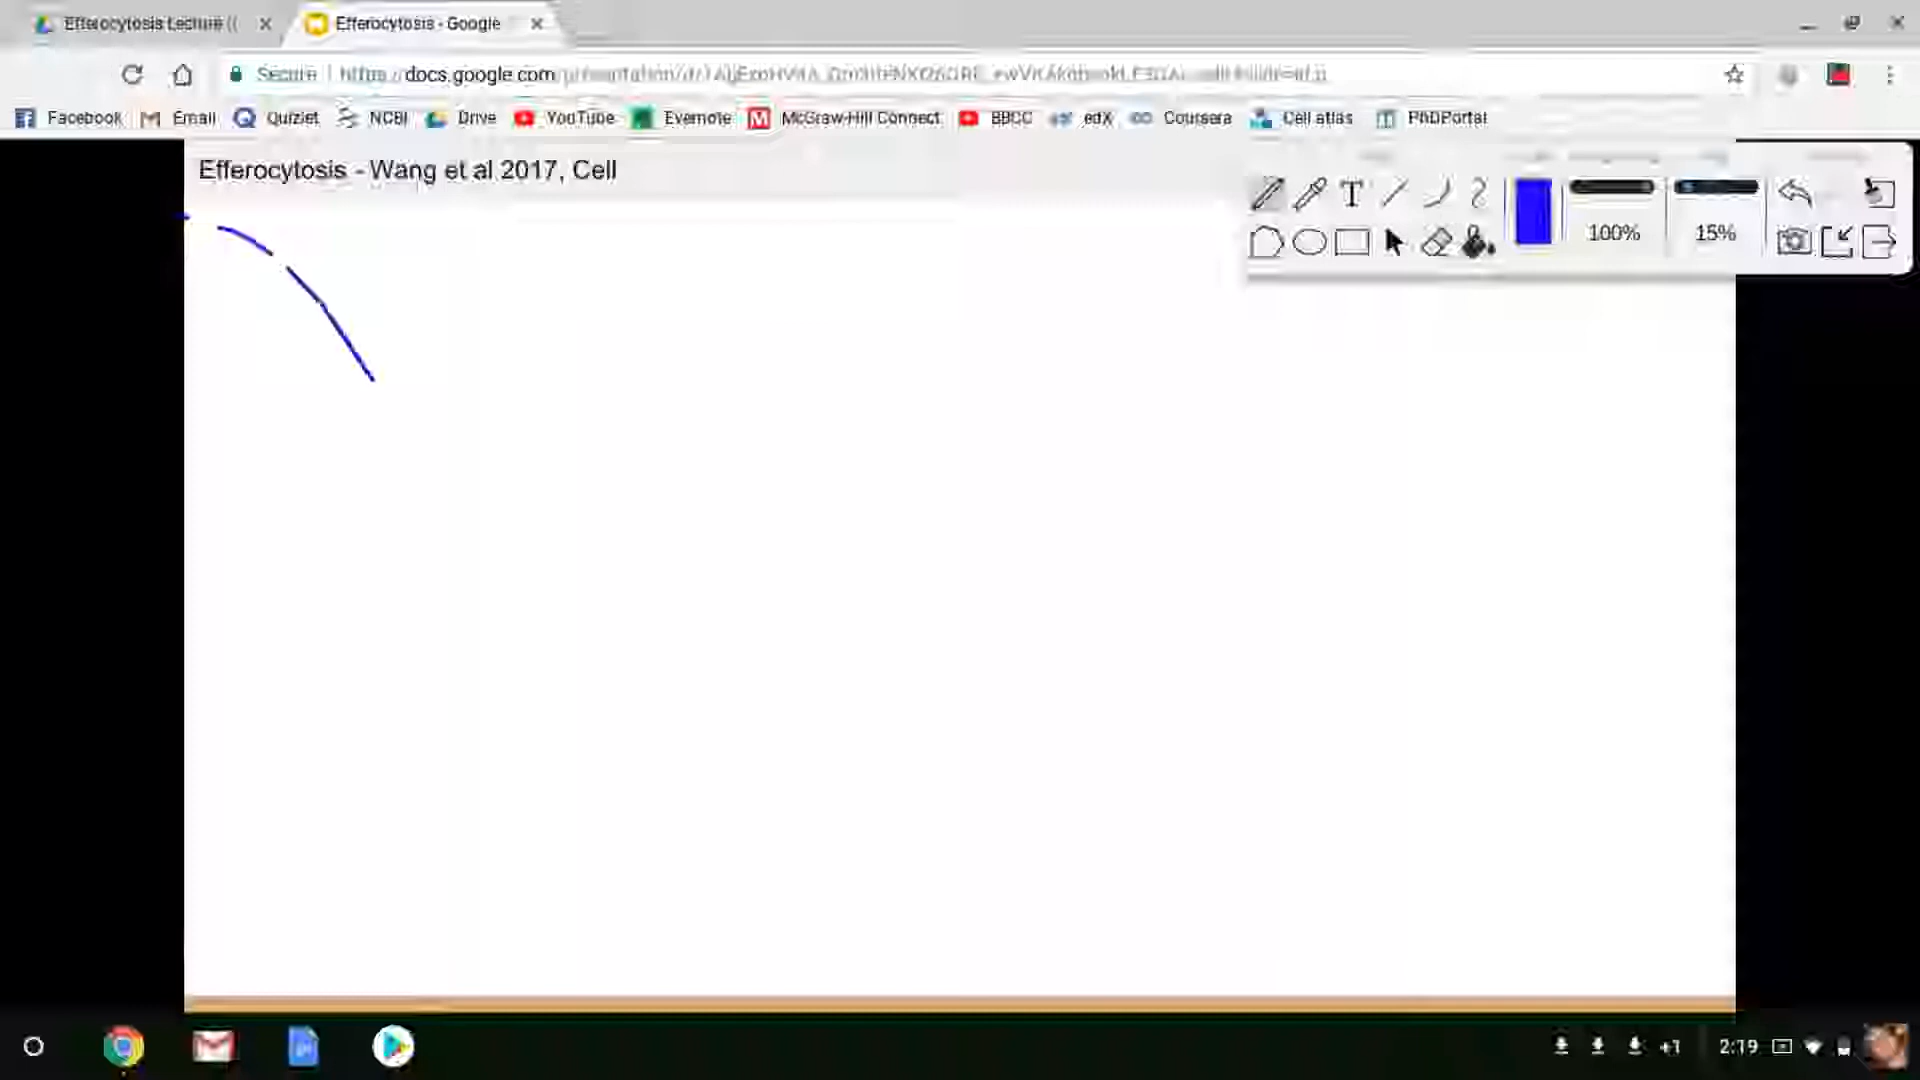 Efferocytosis Lecture ((
Efferocytosis - Google
Secure https://docs.google.com
Facebook Email Quizlet NCBI Drive YouTube Evernote McGraw-Hill Connect BBCC edX Coursera Cell atlas PhDPortal
Efferocytosis - Wang et al 2017, Cell
T
100% 15%
+1 2:19